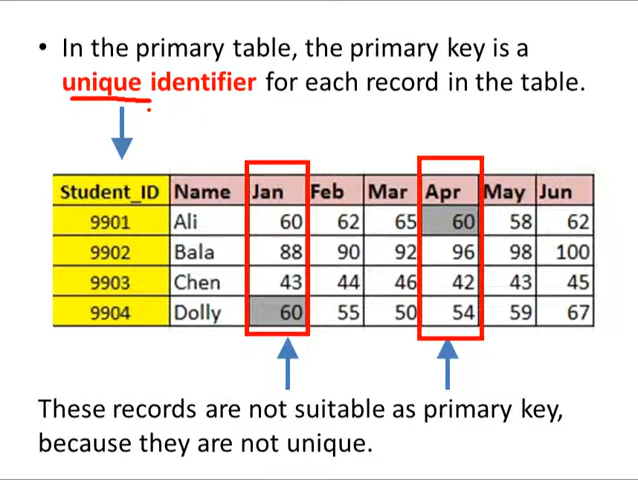 • In the primary table, the primary key is a
unique identifier for each record in the table.
Student_ID Name Jan Feb Mar Apr May Jun
9901 Ali 60 62 65 60 58 62
9902 Bala 88 90 92 96 98 100
9903 Chen 43 44 46 42 43 45
9904 Dolly 60 55 50 54 59 67
These records are not suitable as primary key,
because they are not unique.